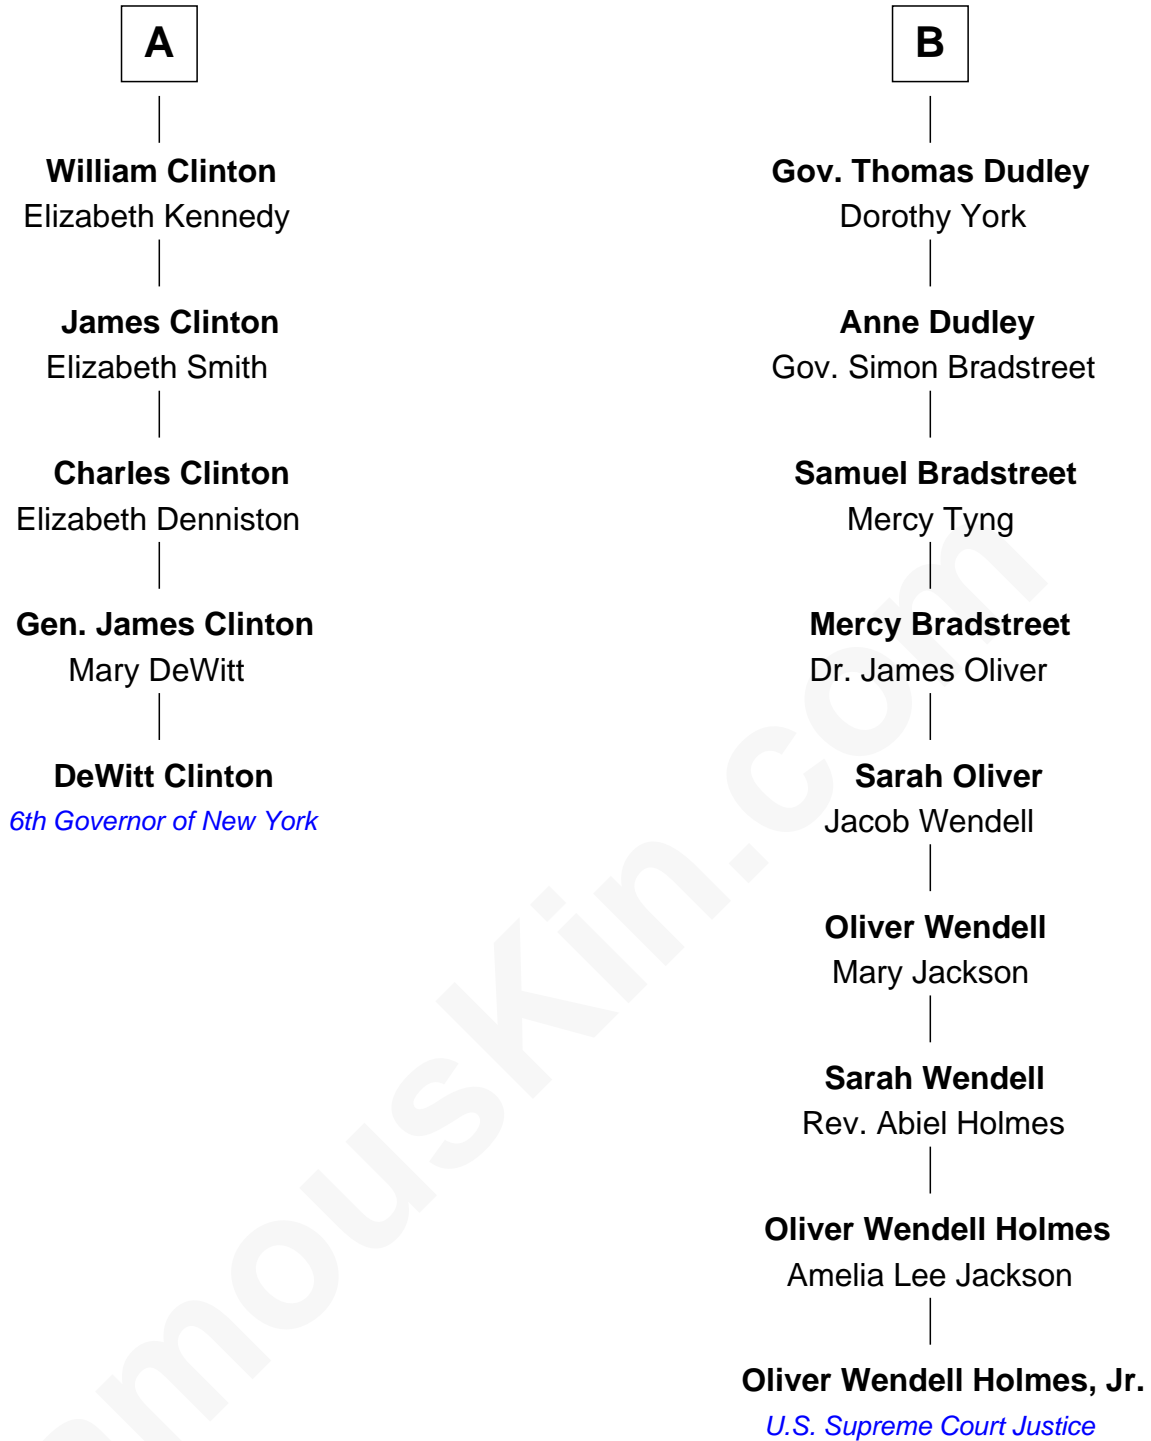 A
William Clinton
Elizabeth Kennedy
James Clinton
Elizabeth Smith
Charles Clinton
Elizabeth Denniston
Gen. James Clinton
Mary DeWitt
DeWitt Clinton
6th Governor of New York
B
Gov. Thomas Dudley
Dorothy York
Anne Dudley
Gov. Simon Bradstreet
Samuel Bradstreet
Mercy Tyng
Mercy Bradstreet
Dr. James Oliver
Sarah Oliver
Jacob Wendell
Oliver Wendell
Mary Jackson
Sarah Wendell
Rev. Abiel Holmes
Oliver Wendell Holmes
Amelia Lee Jackson
Oliver Wendell Holmes, Jr.
U.S. Supreme Court Justice
amouskin.com